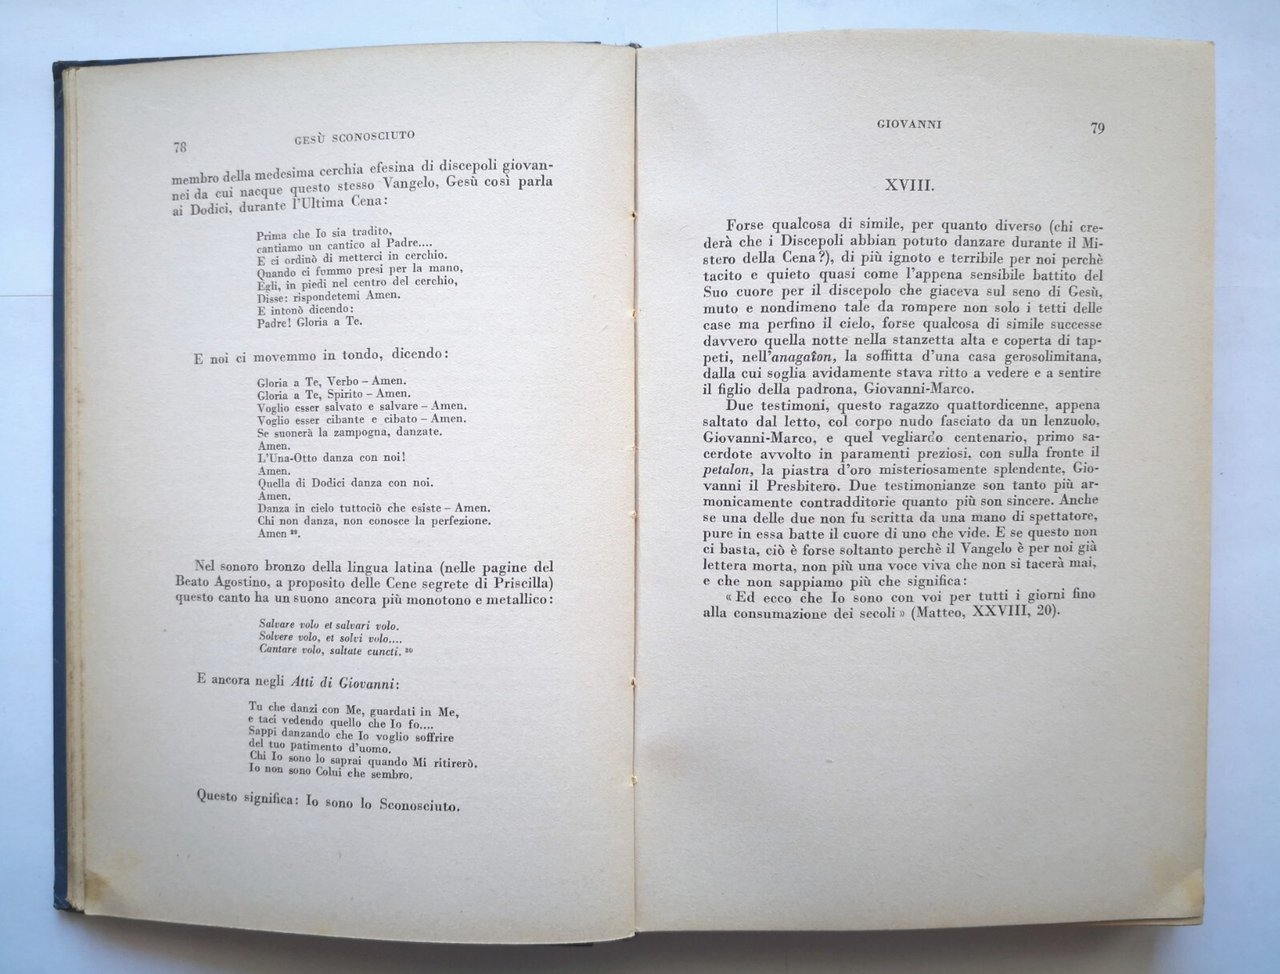 78
GESÙ SCONOSCIUTO
membro della medesima cerchia efesina di discepoli giovan-
nei da cui nacque questo stesso Vangelo, Gesù così parla
ai Dodici, durante l'Ultima Cena:
Prima che Io sia tradito,
cantiamo un cantico al Padre....
E ci ordinò di metterci in cerchio.
Quando ci fummo presi per la mano,
Egli, in piedi nel centro del cerchio,
Disse: rispondetemi Amen.
E intonò dicendo:
Padre! Gloria a Te.
E noi ci movemmo in tondo, dicendo:
Gloria a Te, Verbo – Amen.
Gloria a Te, Spirito – Amen.
Voglio esser salvato e salvare – Amen.
Voglio esser cibante e cibato – Amen.
Se suonerà la zampogna, danzate.
Amen.
L'Una-Otto danza con noi!
Amen.
Quella di Dodici danza con noi.
Amen.
Danza in cielo tuttociò che esiste – Amen.
Chi non danza, non conosce la perfezione.
Amen ²⁹.
Nel sonoro bronzo della lingua latina (nelle pagine del
Beato Agostino, a proposito delle Cene segrete di Priscilla)
questo canto ha un suono ancora più monotono e metallico:
Salvare volo et salvari volo.
Solvere volo, et solvi volo....
Cantare volo, saltate cuncti. ³⁰
E ancora negli Atti di Giovanni:
Tu che danzi con Me, guardati in Me,
e taci vedendo quello che Io fo....
Sappi danzando che Io voglio soffrire
del tuo patimento d'uomo.
Chi Io sono lo saprai quando Mi ritirerò.
Io non sono Colui che sembro.
Questo significa: Io sono lo Sconosciuto.
GIOVANNI
79
XVIII.
Forse qualcosa di simile, per quanto diverso (chi cre-
derà che i Discepoli abbian potuto danzare durante il Mi-
stero della Cena?), di più ignoto e terribile per noi perchè
tacito e quieto quasi come l'appena sensibile battito del
Suo cuore per il discepolo che giaceva sul seno di Gesù,
muto e nondimeno tale da rompere non solo i tetti delle
case ma perfino il cielo, forse qualcosa di simile successe
davvero quella notte nella stanzetta alta e coperta di tap-
peti, nell'anagaîon, la soffitta d'una casa gerosolimitana,
dalla cui soglia avidamente stava ritto a vedere e a sentire
il figlio della padrona, Giovanni-Marco.
Due testimoni, questo ragazzo quattordicenne, appena
saltato dal letto, col corpo nudo fasciato da un lenzuolo,
Giovanni-Marco, e quel vegliardo centenario, primo sa-
cerdote avvolto in paramenti preziosi, con sulla fronte il
petalon, la piastra d'oro misteriosamente splendente, Gio-
vanni il Presbitero. Due testimonianze son tanto più ar-
monicamente contradditorie quanto più son sincere. Anche
se una delle due non fu scritta da una mano di spettatore,
pure in essa batte il cuore di uno che vide. E se questo non
ci basta, ciò è forse soltanto perchè il Vangelo è per noi già
lettera morta, non più una voce viva che non si tacerà mai,
e che non sappiamo più che significa:
« Ed ecco che Io sono con voi per tutti i giorni fino
alla consumazione dei secoli » (Matteo, XXVIII, 20).